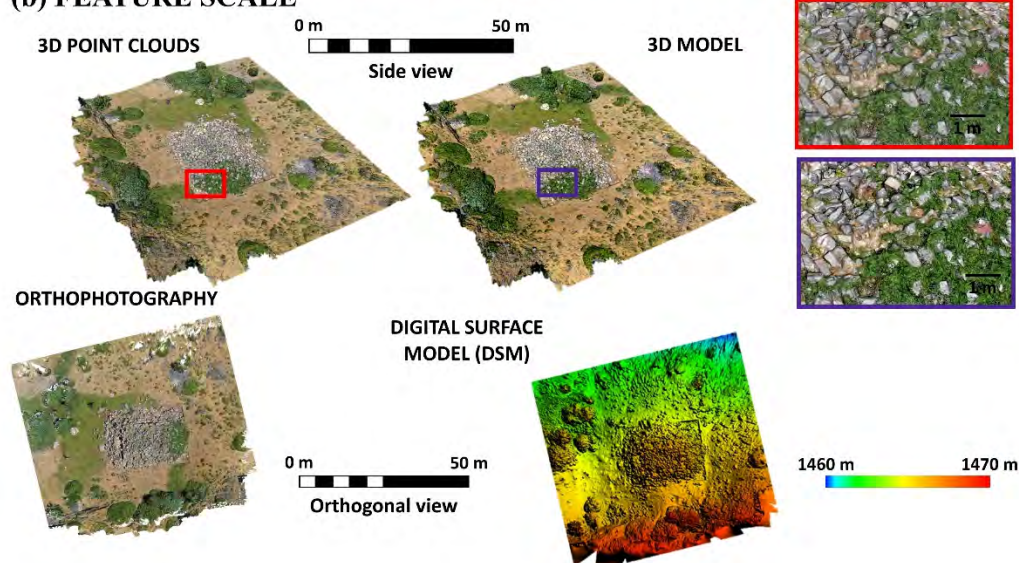 (b) FEATURE SCALE
0 m 50 m
3D POINT CLOUDS
3D MODEL
Side view
1 m
1 m
ORTHOPHOTOGRAPHY
DIGITAL SURFACE
MODEL (DSM)
0 m 50 m
1460 m 1470 m
Orthogonal view